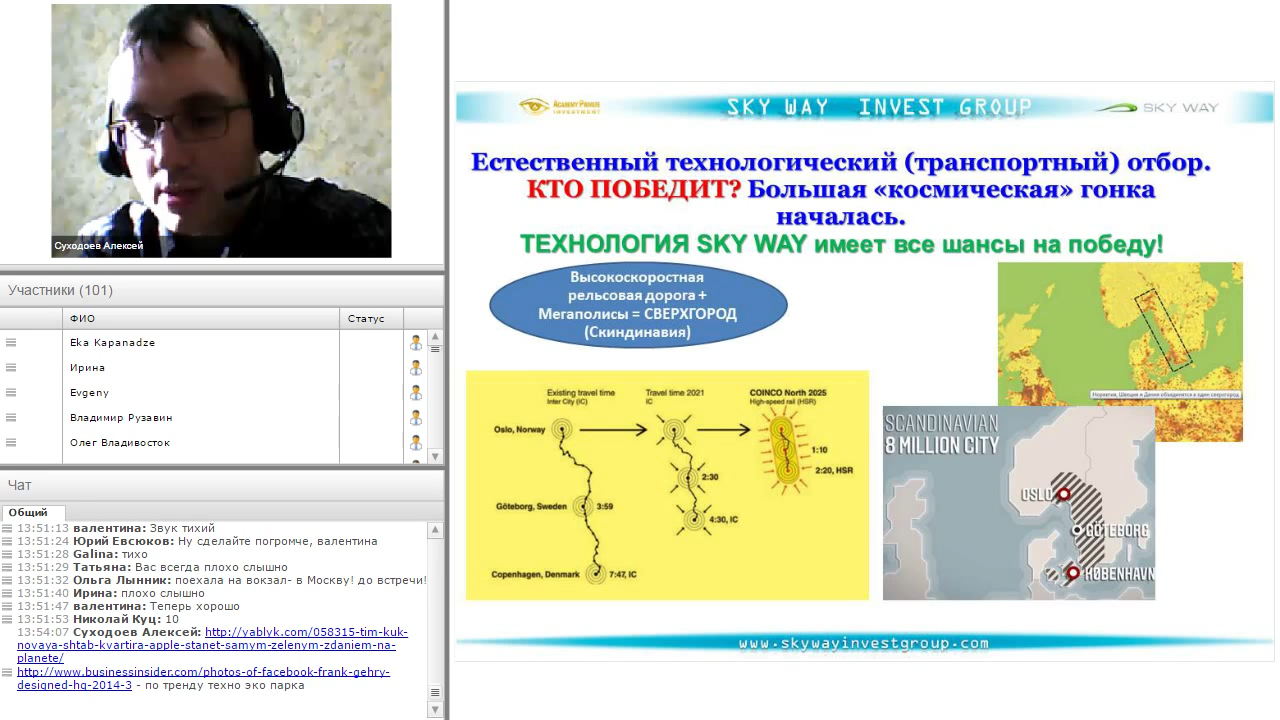 Суходоев Алексей
Участники (101)
ФИО
Статус
Eka Kapanadze
Ирина
Evgeny
Владимир Рузавин
Олег Владивосток
Чат
Общий
13:51:13 валентина: Звук тихий
13:51:24 Юрий Евсюков: Ну сделайте погромче, валентина
13:51:28 Galina: тихо
13:51:29 Татьяна: Вас всегда плохо слышно
13:51:32 Ольга Лынник: поехала на вокзал- в Москву! до встречи!
13:51:40 Ирина: плохо слышно
13:51:47 валентина: Теперь хорошо
13:51:53 Николай Куц: 10
13:54:07 Суходоев Алексей: http://yablyk.com/058315-tim-kuk-
novaya-shtab-kvartira-apple-stanet-samym-zelenym-zdaniem-na-
planete/
http://www.businessinsider.com/photos-of-facebook-frank-gehry-
designed-hq-2014-3 - по тренду техно эко парка
ACADEMY PRIVATE
INVESTMENT
SKY WAY INVEST GROUP
SKY WAY
Естественный технологический (транспортный) отбор.
КТО ПОБЕДИТ? Большая «космическая» гонка
началась.
ТЕХНОЛОГИЯ SKY WAY имеет все шансы на победу!
Высокоскоростная
рельсовая дорога +
Мегаполисы = СВЕРХГОРОД
(Скиндинавия)
Existing travel time
Inter City (IC)
Travel time 2021
IC
COINCO North 2025
High-speed rail (HSR)
Oslo, Norway
1:10
2:20, HSR
2:30
Göteborg, Sweden
3:59
4:30, IC
Copenhagen, Denmark
7:47, IC
Норвегия, Швеция и Дания объединятся в один сверхгород
SCANDINAVIAN
8 MILLION CITY
OSLO
GÖTEBORG
KØBENHAVN
www.skywayinvestgroup.com